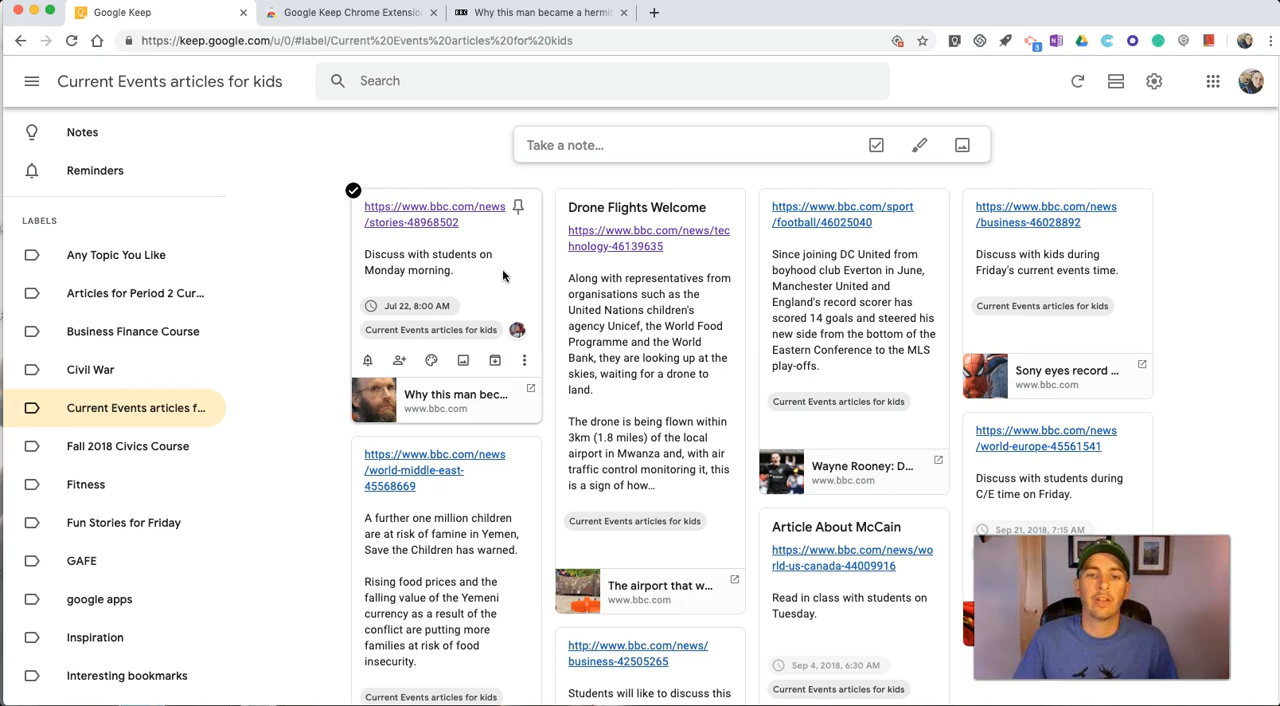 Google Keep
Google Keep Chrome Extension
Why this man became a hermit
https://keep.google.com/u/0/#label/Current%20Events%20articles%20for%20kids
3
Current Events articles for kids
Search
Notes
Reminders
LABELS
Any Topic You Like
Articles for Period 2 Cur...
Business Finance Course
Civil War
Current Events articles f...
Fall 2018 Civics Course
Fitness
Fun Stories for Friday
GAFE
google apps
Inspiration
Interesting bookmarks
Take a note...
https://www.bbc.com/news
/stories-48968502
Discuss with students on
Monday morning.
Jul 22, 8:00 AM
Current Events articles for kids
Why this man bec...
www.bbc.com
https://www.bbc.com/news
/world-middle-east-
45568669
A further one million children
are at risk of famine in Yemen,
Save the Children has warned.
Rising food prices and the
falling value of the Yemeni
currency as a result of the
conflict are putting more
families at risk of food
insecurity.
Current Events articles for kids
Drone Flights Welcome
https://www.bbc.com/news/tec
hnology-46139635
Along with representatives from
organisations such as the
United Nations children's
agency Unicef, the World Food
Programme and the World
Bank, they are looking up at the
skies, waiting for a drone to
land.
The drone is being flown within
3km (1.8 miles) of the local
airport in Mwanza and, with air
traffic control monitoring it, this
is a sign of how...
Current Events articles for kids
The airport that w...
www.bbc.com
http://www.bbc.com/news/
business-42505265
Students will like to discuss this
https://www.bbc.com/sport
/football/46025040
Since joining DC United from
boyhood club Everton in June,
Manchester United and
England's record scorer has
scored 14 goals and steered his
new side from the bottom of the
Eastern Conference to the MLS
play-offs.
Current Events articles for kids
Wayne Rooney: D...
www.bbc.com
Article About McCain
https://www.bbc.com/news/wo
rld-us-canada-44009916
Read in class with students on
Tuesday.
Sep 4, 2018, 6:30 AM
Current Events articles for kids
https://www.bbc.com/news
/business-46028892
Discuss with kids during
Friday's current events time.
Current Events articles for kids
Sony eyes record ...
www.bbc.com
https://www.bbc.com/news
/world-europe-45561541
Discuss with students during
C/E time on Friday.
Sep 21, 2018, 7:15 AM